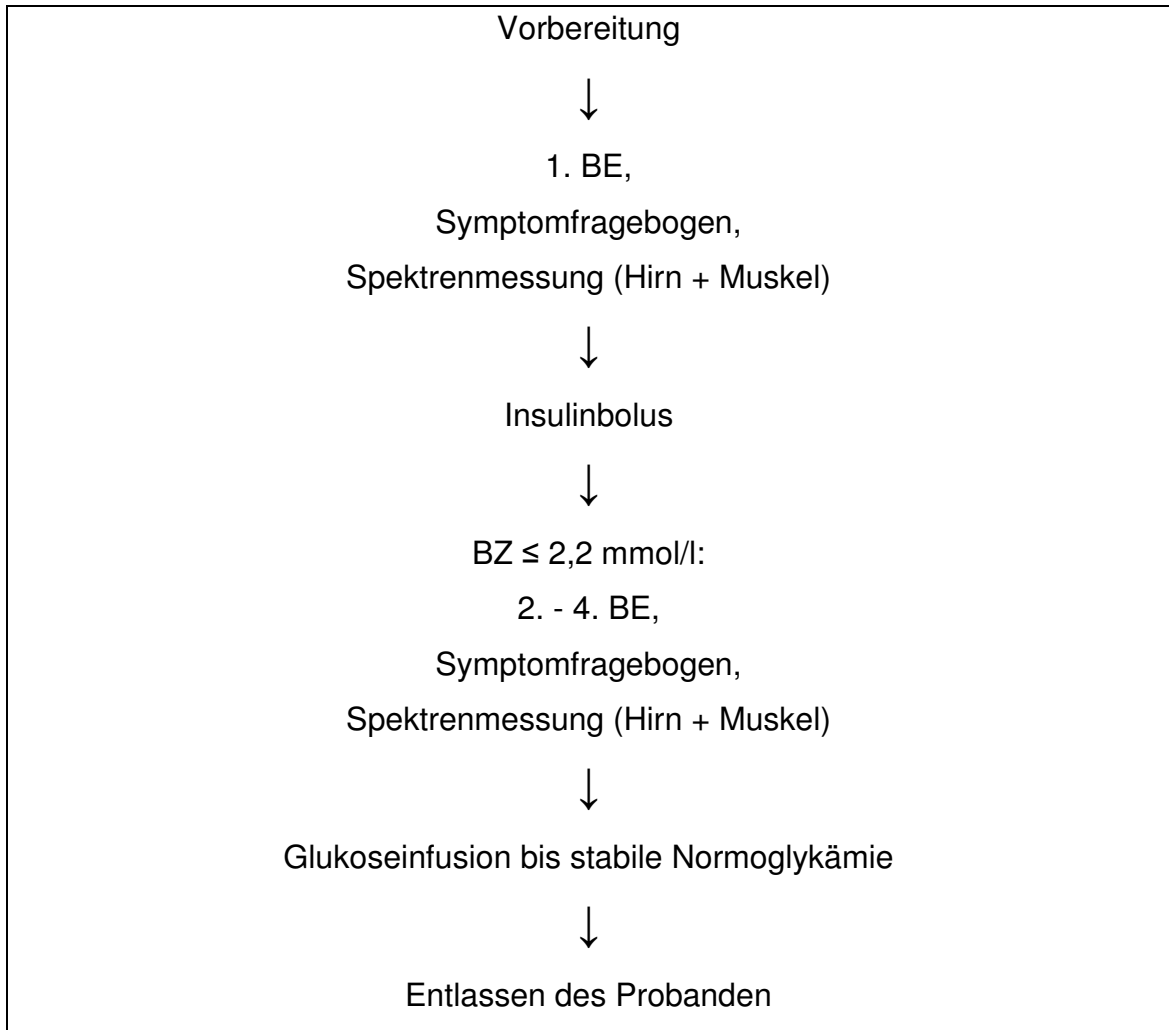 Vorbereitung
↓
1. BE,
Symptomfragebogen,
Spektrenmessung (Hirn + Muskel)
↓
Insulinbolus
↓
BZ ≤ 2,2 mmol/l:
2. - 4. BE,
Symptomfragebogen,
Spektrenmessung (Hirn + Muskel)
↓
Glukoseinfusion bis stabile Normoglykämie
↓
Entlassen des Probanden